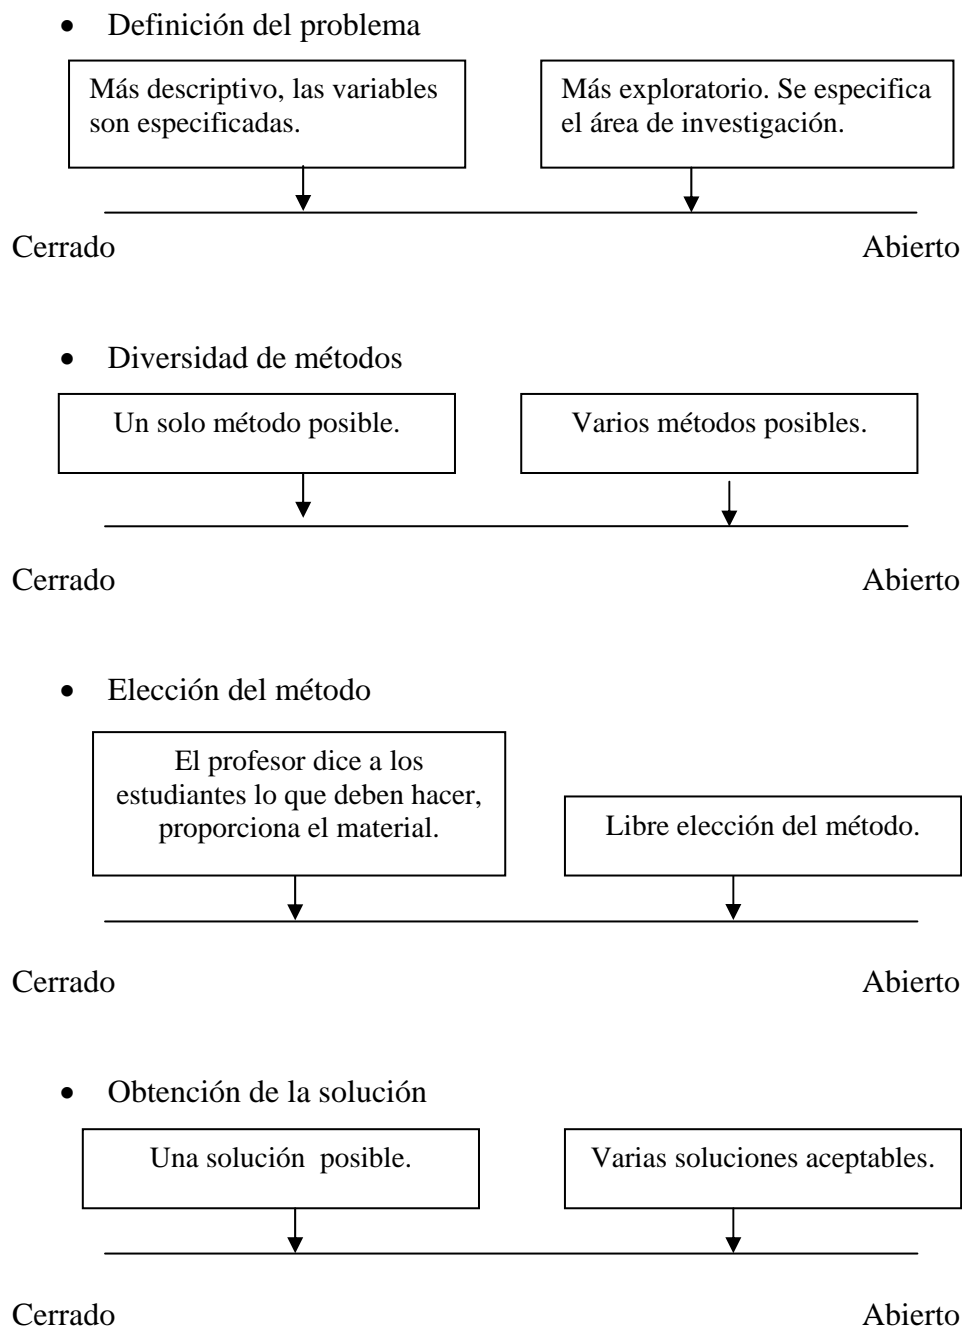 • Definición del problema
Más descriptivo, las variables
son especificadas.
Más exploratorio. Se especifica
el área de investigación.
Cerrado
Abierto
• Diversidad de métodos
Un solo método posible.
Varios métodos posibles.
Cerrado
Abierto
• Elección del método
El profesor dice a los
estudiantes lo que deben hacer,
proporciona el material.
Libre elección del método.
Cerrado
Abierto
• Obtención de la solución
Una solución  posible.
Varias soluciones aceptables.
Cerrado
Abierto